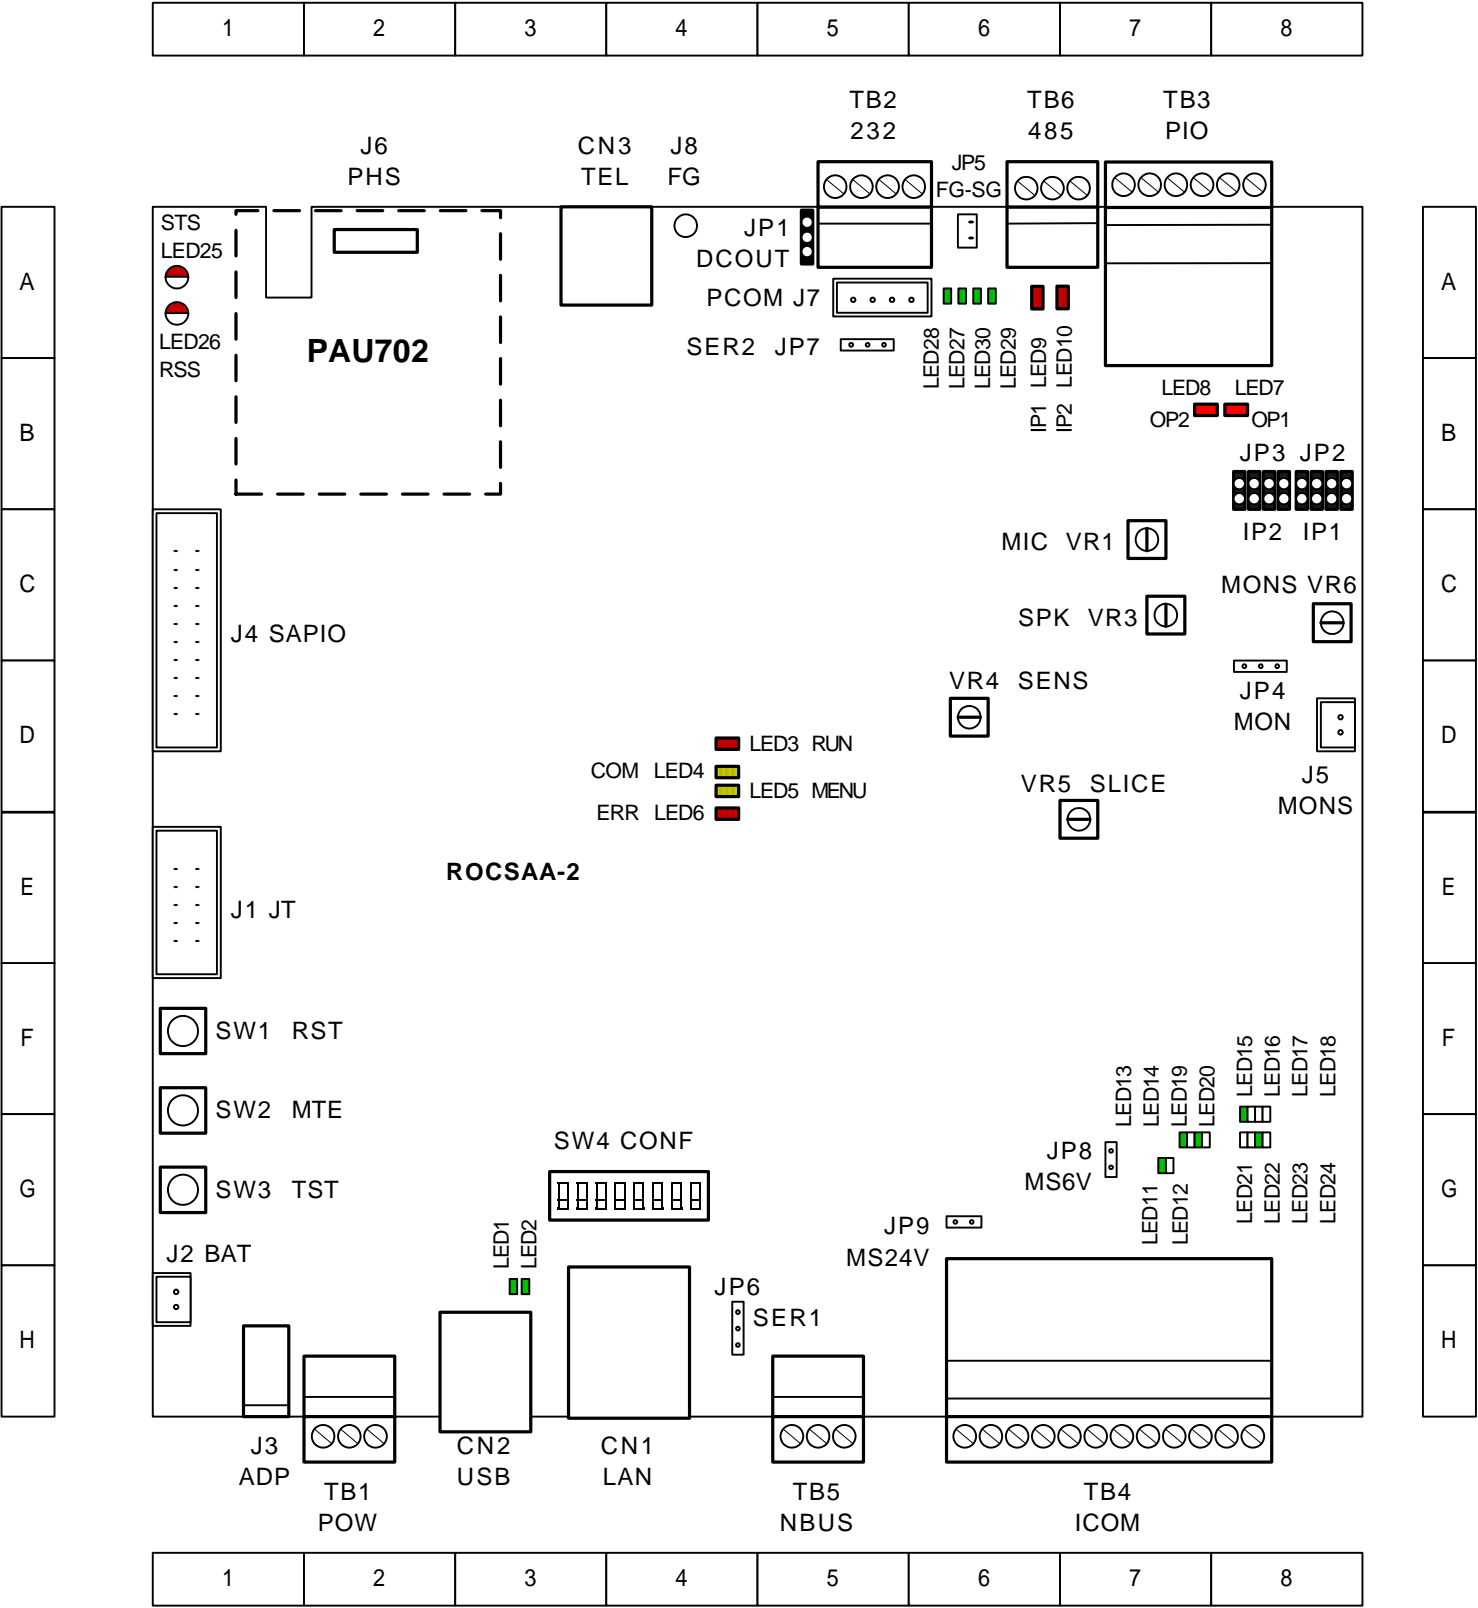 1 2 3 4 5 6 7 8
TB2 TB6 TB3
232 485 PIO
J6 CN3 J8 JP5
PHS TEL FG FG-SG
STS
LED25
JP1
DCOUT
A A
PCOM J7
LED26
RSS
PAU702
SER2 JP7
LED28 LED27 LED30 LED29 LED9 LED10
IP1 IP2
LED8 LED7
OP2 OP1
B B
JP3 JP2
IP2 IP1
MIC VR1
C C
MONS VR6
SPK VR3
J4 SAPIO
VR4 SENS
JP4
MON
D D
LED3 RUN
COM LED4
LED5 MENU
ERR LED6
VR5 SLICE
J5
MONS
ROCSAA-2
E E
J1 JT
SW1 RST
F F
LED15 LED16 LED17 LED18
LED13 LED14 LED19 LED20
SW2 MTE
SW4 CONF
JP8
MS6V
SW3 TST
G G
LED11 LED12
LED21 LED22 LED23 LED24
LED1 LED2
JP9
MS24V
J2 BAT
JP6
SER1
H H
J3
ADP
CN2
USB
CN1
LAN
TB1
POW
TB5
NBUS
TB4
ICOM
1 2 3 4 5 6 7 8